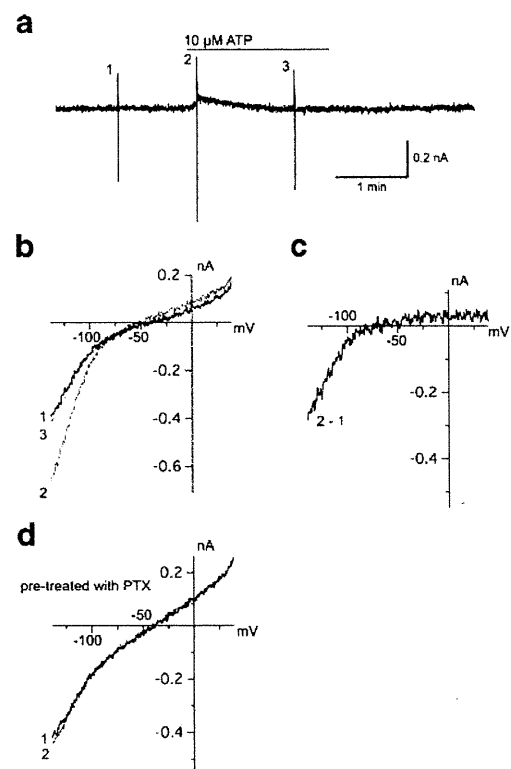 a
10 µM ATP
1
2
3
0.2 nA
1 min
b
nA
0.2
mV
-100
-50
-0.2
-0.4
-0.6
1
3
2
c
nA
-100
mV
-50
-0.2
-0.4
2 - 1
d
nA
0.2
pre-treated with PTX
-50
mV
-100
-0.2
-0.4
1
2